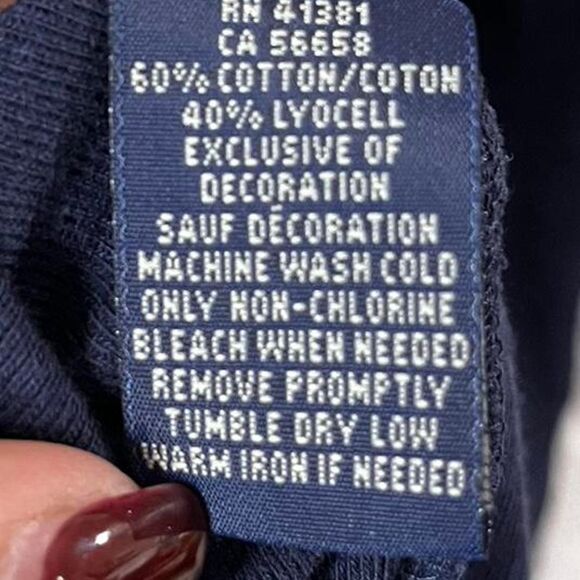 RN 41381
CA 56658
60% COTTON/COTON
40% LYOCELL
EXCLUSIVE OF
DECORATION
SAUF DÉCORATION
MACHINE WASH COLD
ONLY NON-CHLORINE
BLEACH WHEN NEEDED
REMOVE PROMPTLY
TUMBLE DRY LOW
WARM IRON IF NEEDED